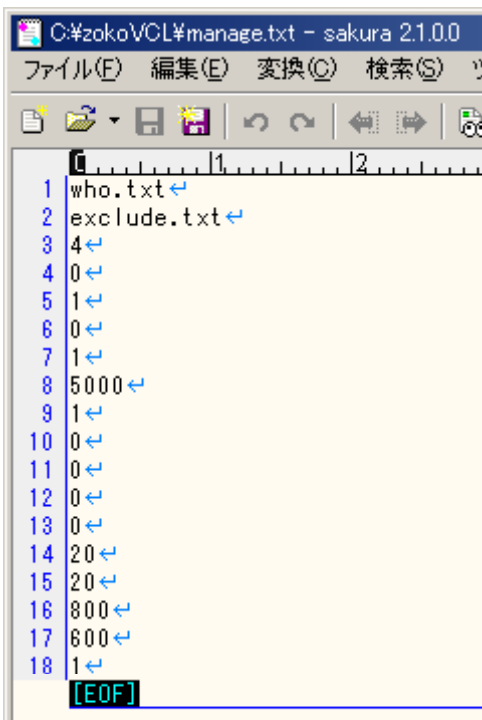 C:¥zokoVCL¥manage.txt - sakura 2.1.0.0
ファイル(F) 編集(E) 変換(C) 検索(S)
0 1 2
1 who.txt↵
2 exclude.txt↵
3 4↵
4 0↵
5 1↵
6 0↵
7 1↵
8 5000↵
9 1↵
10 0↵
11 0↵
12 0↵
13 0↵
14 20↵
15 20↵
16 800↵
17 600↵
18 1↵
[EOF]